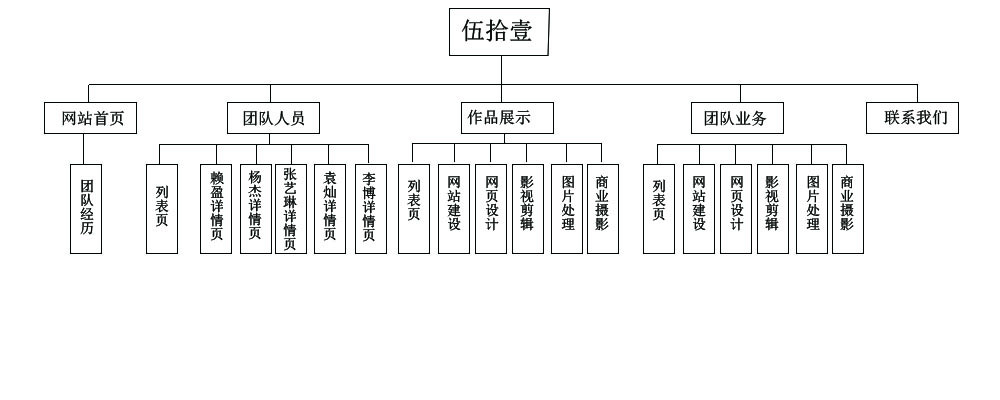 伍拾壹
网站首页
团队人员
作品展示
团队业务
联系我们
团队经历
列表页
赖盈详情页
杨杰详情页
张艺琳详情页
袁灿详情页
李博详情页
列表页
网站建设
网页设计
影视剪辑
图片处理
商业摄影
列表页
网站建设
网页设计
影视剪辑
图片处理
商业摄影